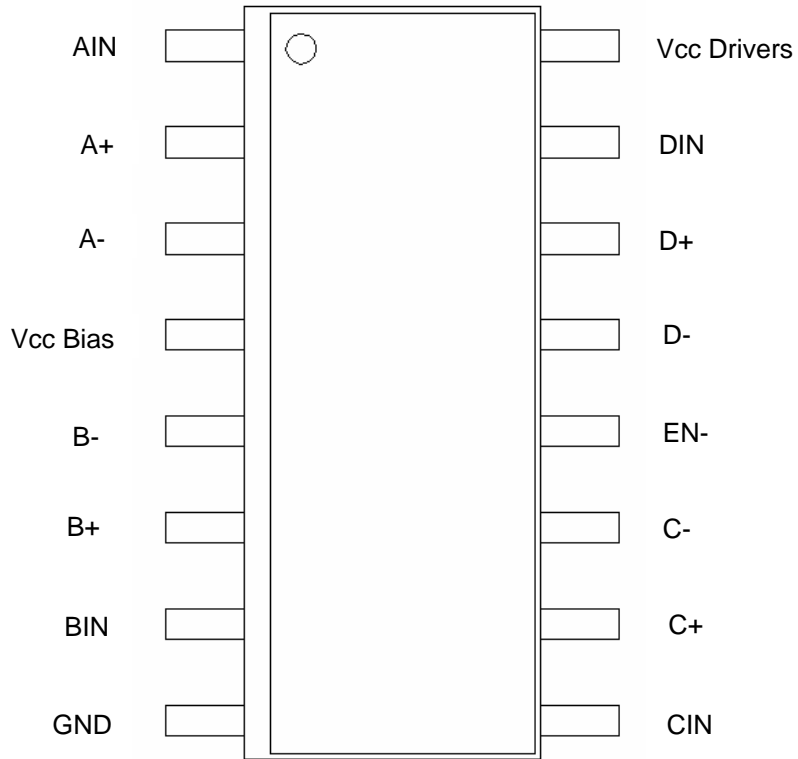 AIN
Vcc Drivers
A+
DIN
A-
D+
Vcc Bias
D-
B-
EN-
B+
C-
BIN
C+
GND
CIN